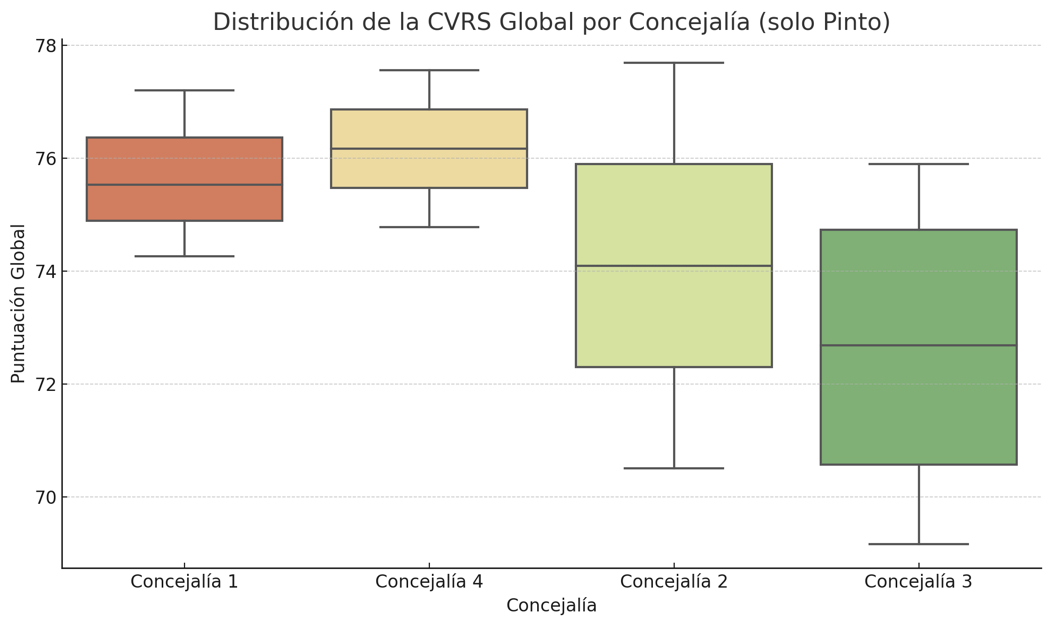 Distribución de la CVRS Global por Concejalía (solo Pinto)
Puntuación Global
78
76
74
72
70
Concejalía 1
Concejalía 4
Concejalía 2
Concejalía 3
Concejalía